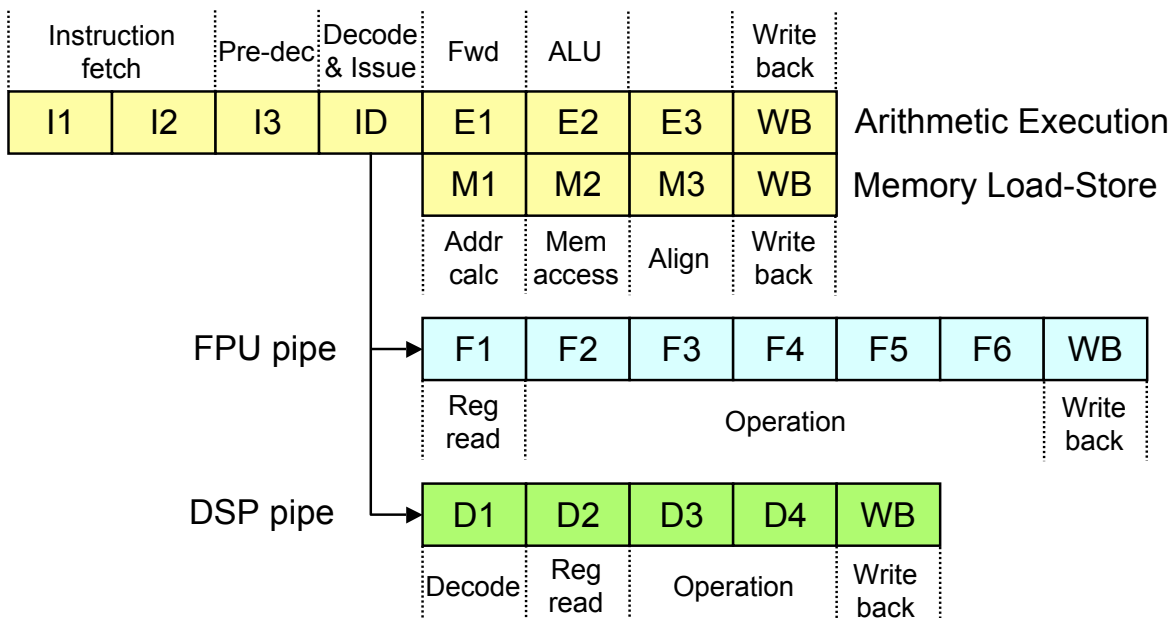 Instruction fetch
Pre-dec
Decode & Issue
Fwd
ALU
Write back
I1 I2 I3 ID E1 E2 E3 WB Arithmetic Execution
M1 M2 M3 WB Memory Load-Store
Addr calc
Mem access
Align
Write back
FPU pipe F1 F2 F3 F4 F5 F6 WB
Reg read
Operation
Write back
DSP pipe D1 D2 D3 D4 WB
Decode
Reg read
Operation
Write back